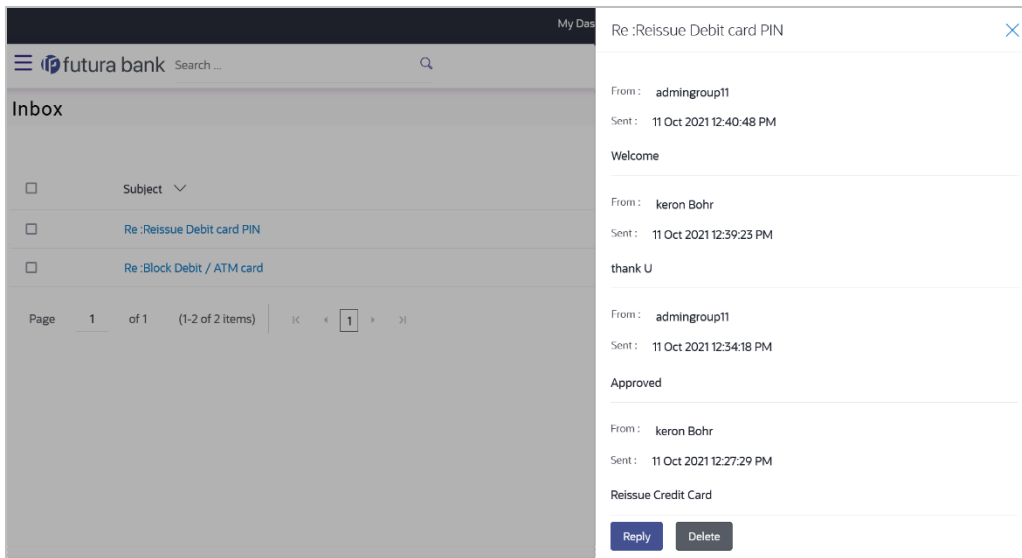 My Das
futura bank Search ...
Inbox
Subject
Re :Reissue Debit card PIN
Re :Block Debit / ATM card
Page 1 of 1 (1-2 of 2 items) 1
Re :Reissue Debit card PIN
From : admingroup11
Sent : 11 Oct 2021 12:40:48 PM
Welcome
From : keron Bohr
Sent : 11 Oct 2021 12:39:23 PM
thank U
From : admingroup11
Sent : 11 Oct 2021 12:34:18 PM
Approved
From : keron Bohr
Sent : 11 Oct 2021 12:27:29 PM
Reissue Credit Card
Reply Delete